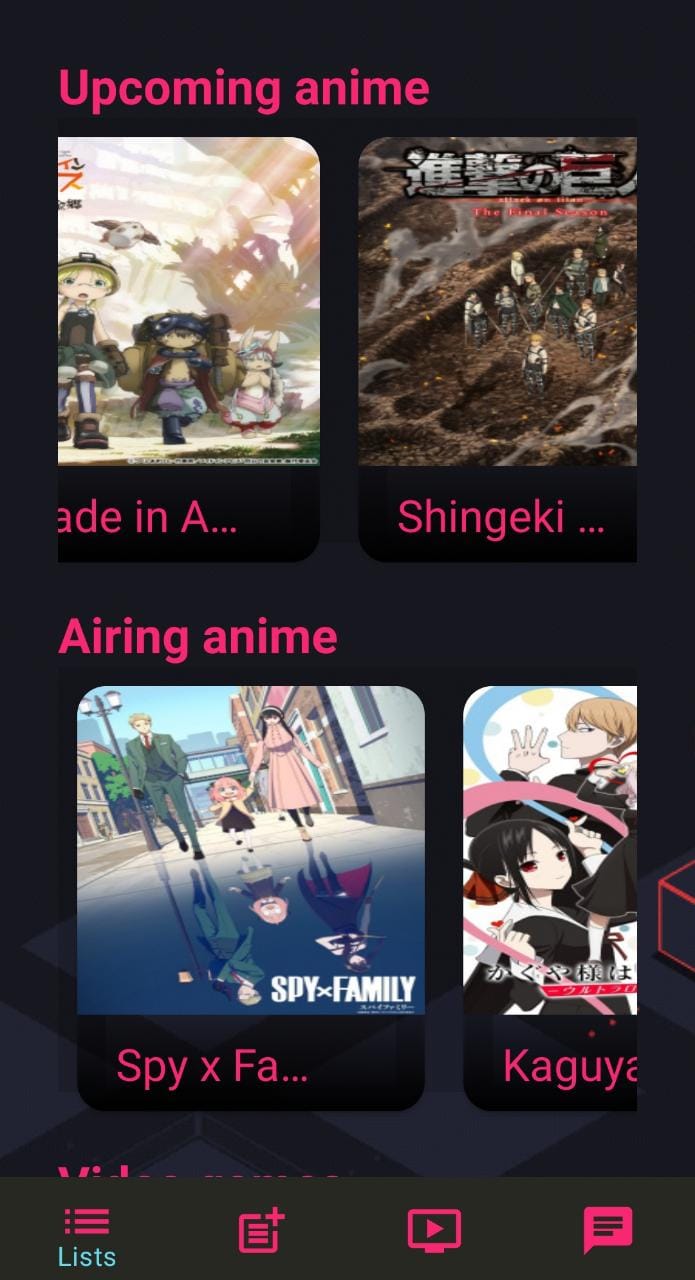 Upcoming anime
進撃の巨人
attack on titan
The Final Season
ade in A...
Shingeki ...
Airing anime
SPY×FAMILY
スパイファミリー
かぐや様は
ーウルトラロ
Spy x Fa...
Kaguya
Video games
Lists